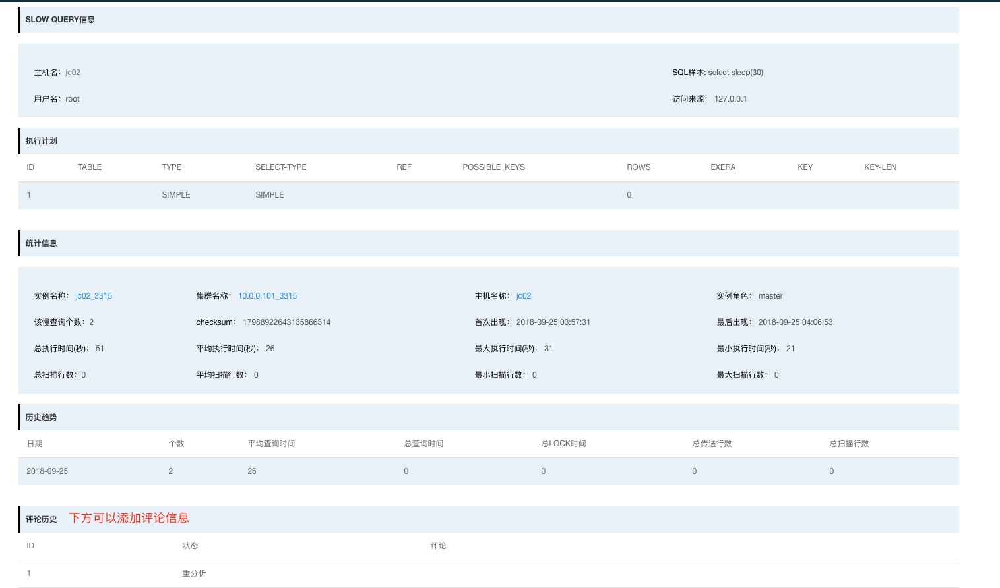 SLOW QUERY信息
主机名：jc02 SQL样本: select sleep(30)
用户名：root 访问来源： 127.0.0.1
执行计划
ID TABLE TYPE SELECT-TYPE REF POSSIBLE_KEYS ROWS EXERA KEY KEY-LEN
1 SIMPLE SIMPLE 0
统计信息
实例名称： jc02_3315 集群名称： 10.0.0.101_3315 主机名称： jc02 实例角色： master
该慢查询个数：2 checksum： 17988922643135866314 首次出现： 2018-09-25 03:57:31 最后出现： 2018-09-25 04:06:53
总执行时间(秒)： 51 平均执行时间(秒)： 26 最大执行时间(秒)： 31 最小执行时间(秒)： 21
总扫描行数：0 平均扫描行数： 0 最小扫描行数： 0 最大扫描行数： 0
历史趋势
日期 个数 平均查询时间 总查询时间 总LOCK时间 总传送行数 总扫描行数
2018-09-25 2 26 0 0 0 0
评论历史 下方可以添加评论信息
ID 状态 评论
1 重分析